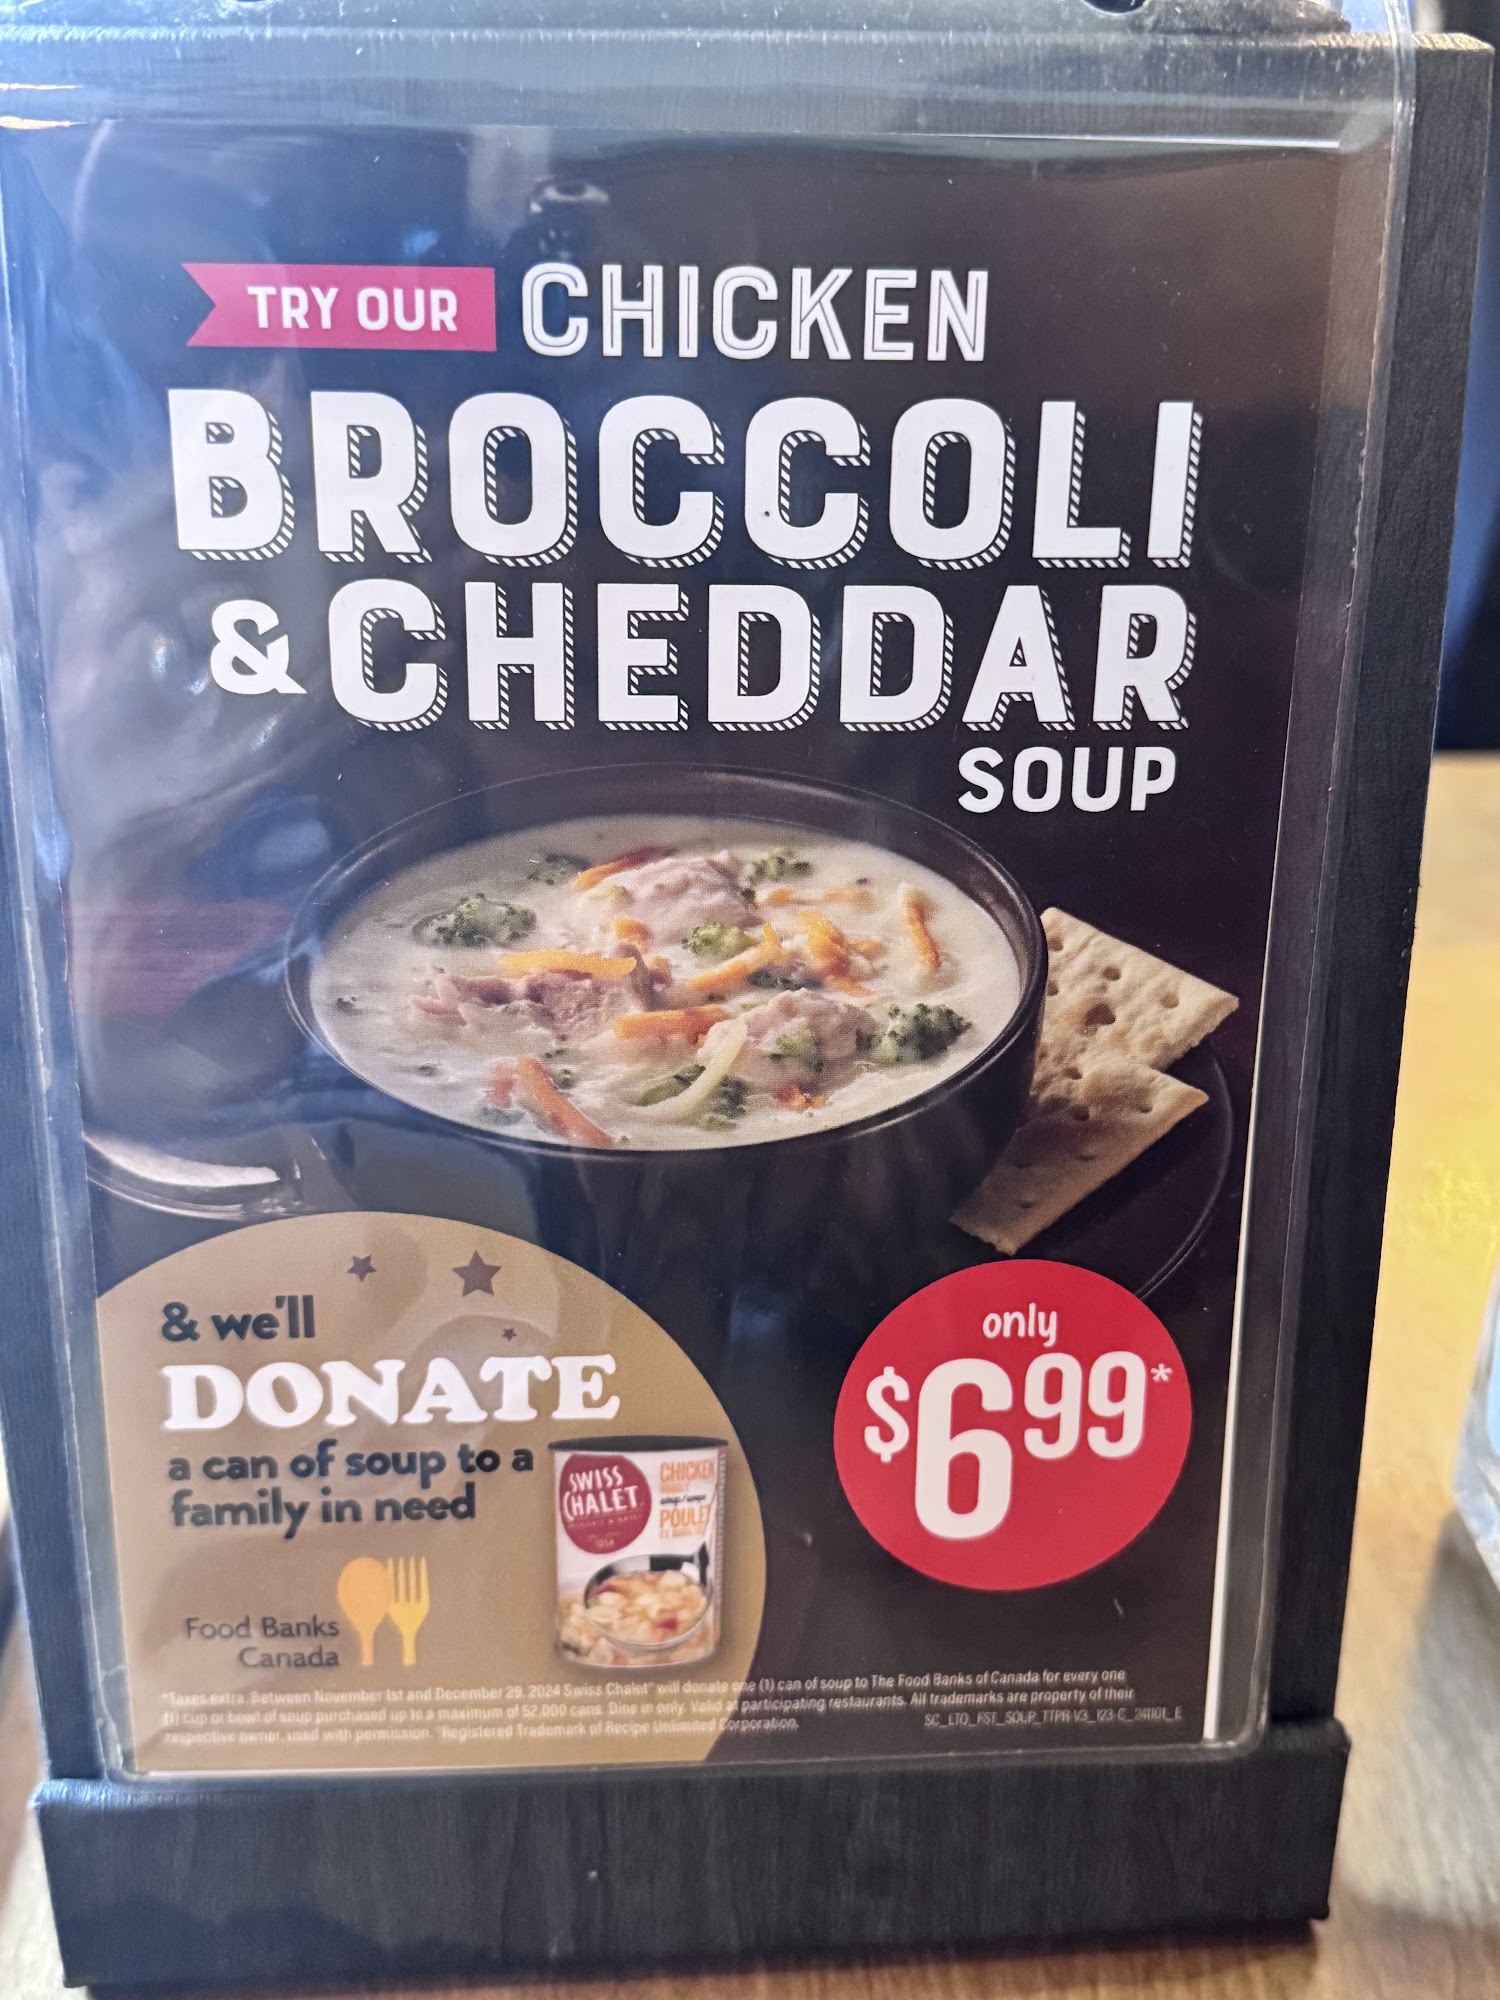 TRY OUR CHICKEN
BROCCOLI
& CHEDDAR
SOUP
& we'll
DONATE
a can of soup to a
family in need
SWISS
CHALET
CHICKEN
soup/soupe
POULET
Food Banks
Canada
only
$6.99*
*Taxes extra. Between November 1st and December 29, 2024 Swiss Chalet® will donate one (1) can of soup to The Food Banks of Canada for every one
(1) cup or bowl of soup purchased up to a maximum of 52,000 cans. Dine in only. Valid at participating restaurants. All trademarks are property of their
respective owner, used with permission. ®Registered Trademark of Recipe Unlimited Corporation.